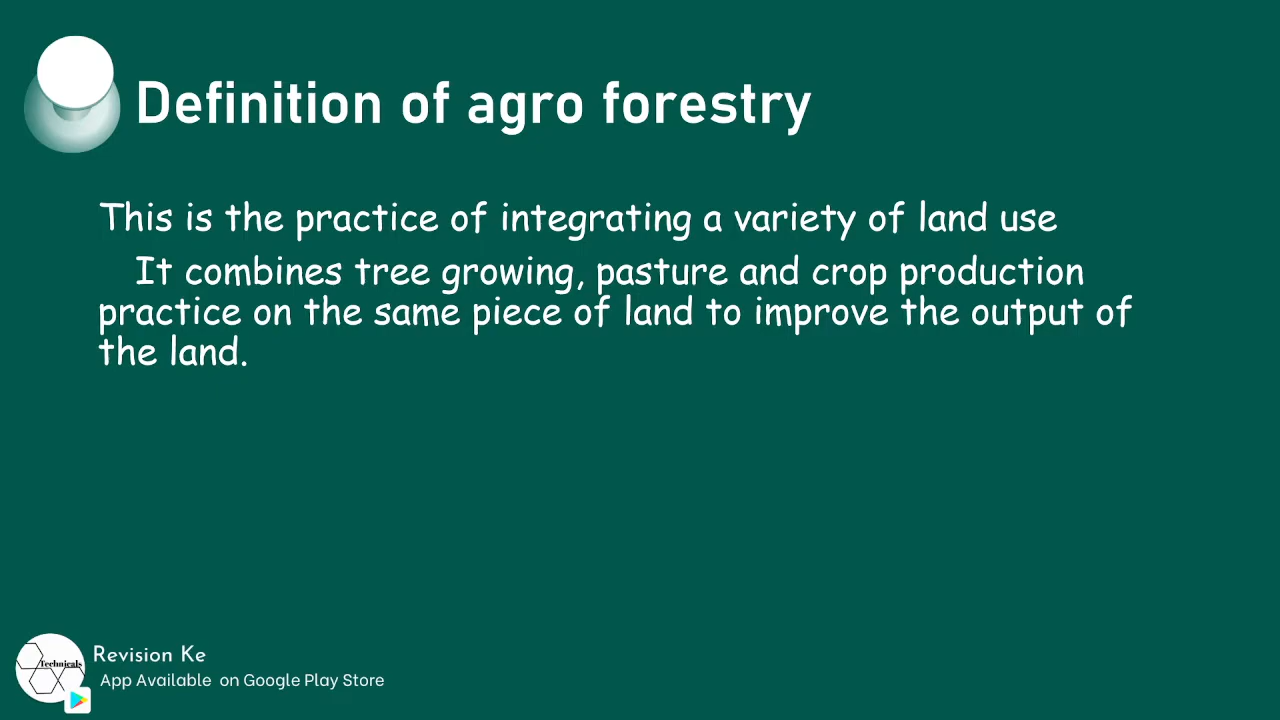 Definition of agro forestry
This is the practice of integrating a variety of land use
It combines tree growing, pasture and crop production
practice on the same piece of land to improve the output of
the land.
Technicals
Revision Ke
App Available on Google Play Store